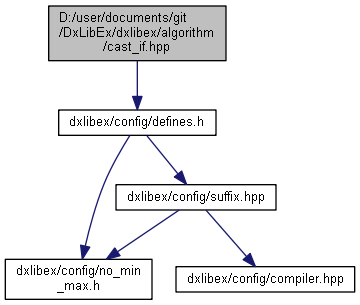 D:/user/documents/git
/DxLibEx/dxlibex/algorithm
/cast_if.hpp
dxlibex/config/defines.h
dxlibex/config/suffix.hpp
dxlibex/config/no_min
_max.h
dxlibex/config/compiler.hpp